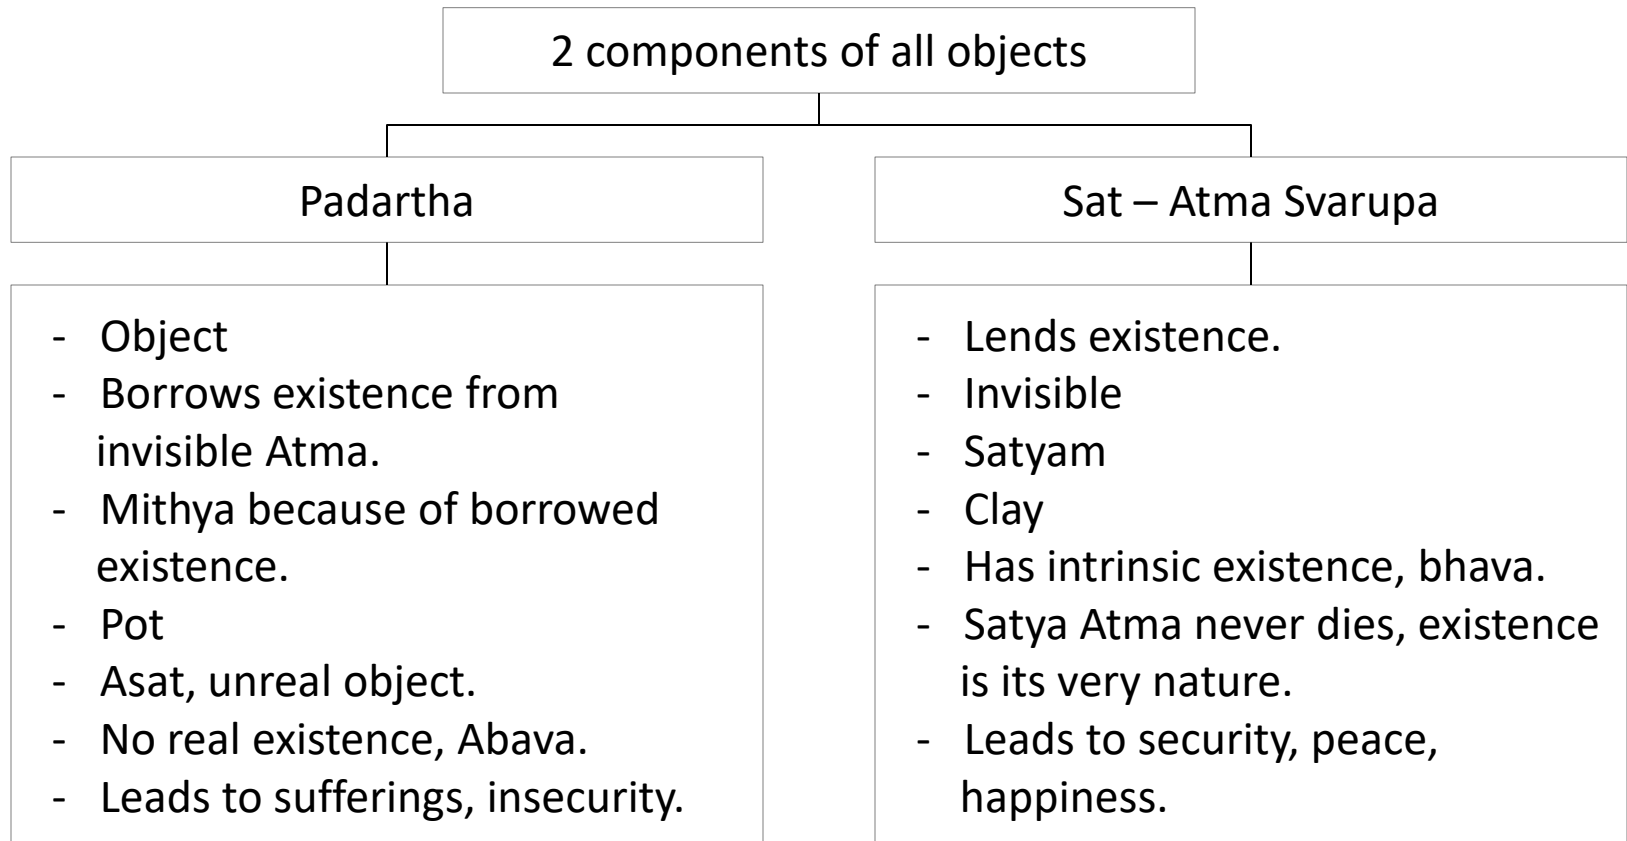 2 components of all objects
Padartha
Sat – Atma Svarupa
- Object
- Borrows existence from
invisible Atma.
- Mithya because of borrowed
existence.
- Pot
- Asat, unreal object.
- No real existence, Abava.
- Leads to sufferings, insecurity.
- Lends existence.
- Invisible
- Satyam
- Clay
- Has intrinsic existence, bhava.
- Satya Atma never dies, existence
is its very nature.
- Leads to security, peace,
happiness.